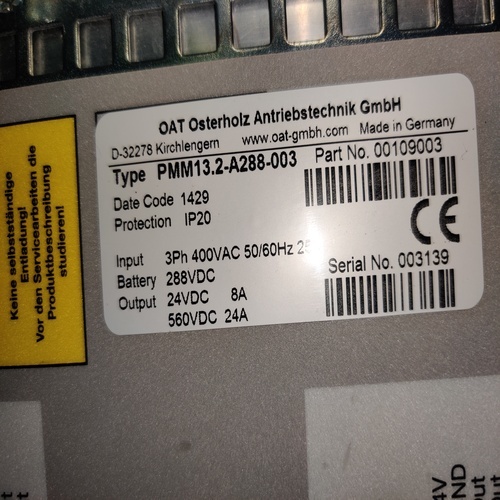 OAT Osterholz Antriebstechnik GmbH
D-32278 Kirchlengern www.oat-gmbh.com Made in Germany
Type PMM13.2-A288-003 Part No. 00109003
Date Code 1429
Protection IP20
CE
Input 3Ph 400VAC 50/60Hz
Battery 288VDC
Serial No. 003139
Output 24VDC 8A
560VDC 24A
Keine selbstständige
Entladung!
Vor den Servicearbeiten die
Produktbeschreibung
studieren!